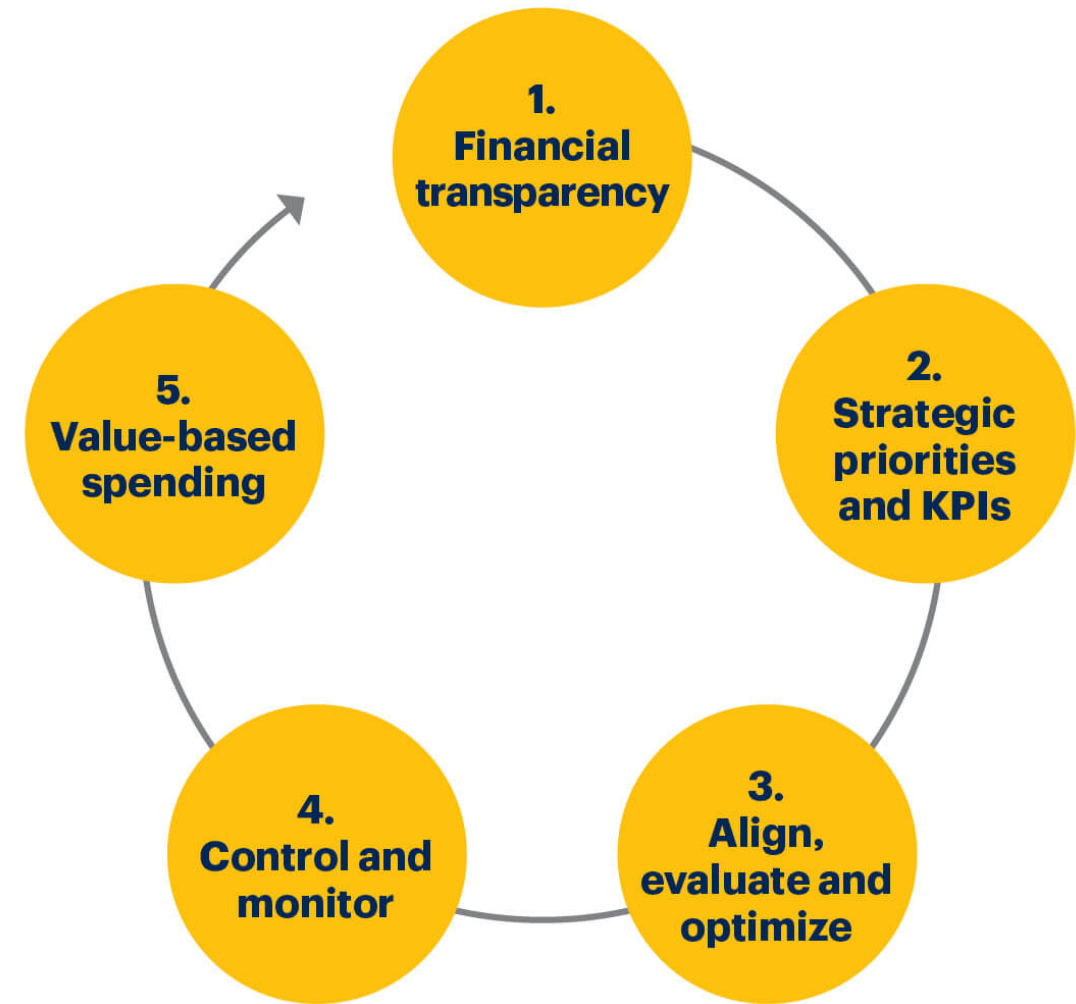 1.
Financial
transparency
2.
Strategic
priorities
and KPIs
3.
Align,
evaluate and
optimize
4.
Control and
monitor
5.
Value-based
spending